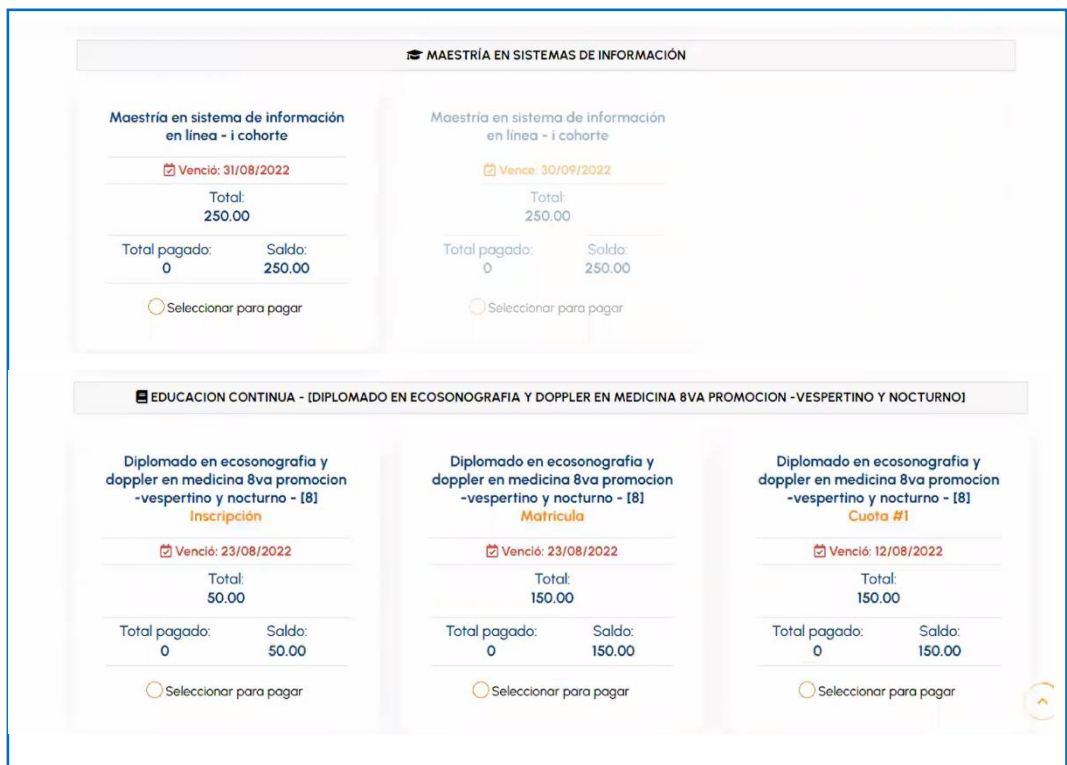 MAESTRÍA EN SISTEMAS DE INFORMACIÓN
Maestría en sistema de información
en línea - i cohorte
Venció: 31/08/2022
Total:
250.00
Total pagado: Saldo:
0 250.00
Seleccionar para pagar
Maestría en sistema de información
en línea - i cohorte
Vence: 30/09/2022
Total:
250.00
Total pagado: Saldo:
0 250.00
Seleccionar para pagar
EDUCACION CONTINUA - [DIPLOMADO EN ECOSONOGRAFIA Y DOPPLER EN MEDICINA 8VA PROMOCION -VESPERTINO Y NOCTURNO]
Diplomado en ecosonografia y
doppler en medicina 8va promocion
-vespertino y nocturno - [8]
Inscripción
Venció: 23/08/2022
Total:
50.00
Total pagado: Saldo:
0 50.00
Seleccionar para pagar
Diplomado en ecosonografia y
doppler en medicina 8va promocion
-vespertino y nocturno - [8]
Matricula
Venció: 23/08/2022
Total:
150.00
Total pagado: Saldo:
0 150.00
Seleccionar para pagar
Diplomado en ecosonografia y
doppler en medicina 8va promocion
-vespertino y nocturno - [8]
Cuota #1
Venció: 12/08/2022
Total:
150.00
Total pagado: Saldo:
0 150.00
Seleccionar para pagar